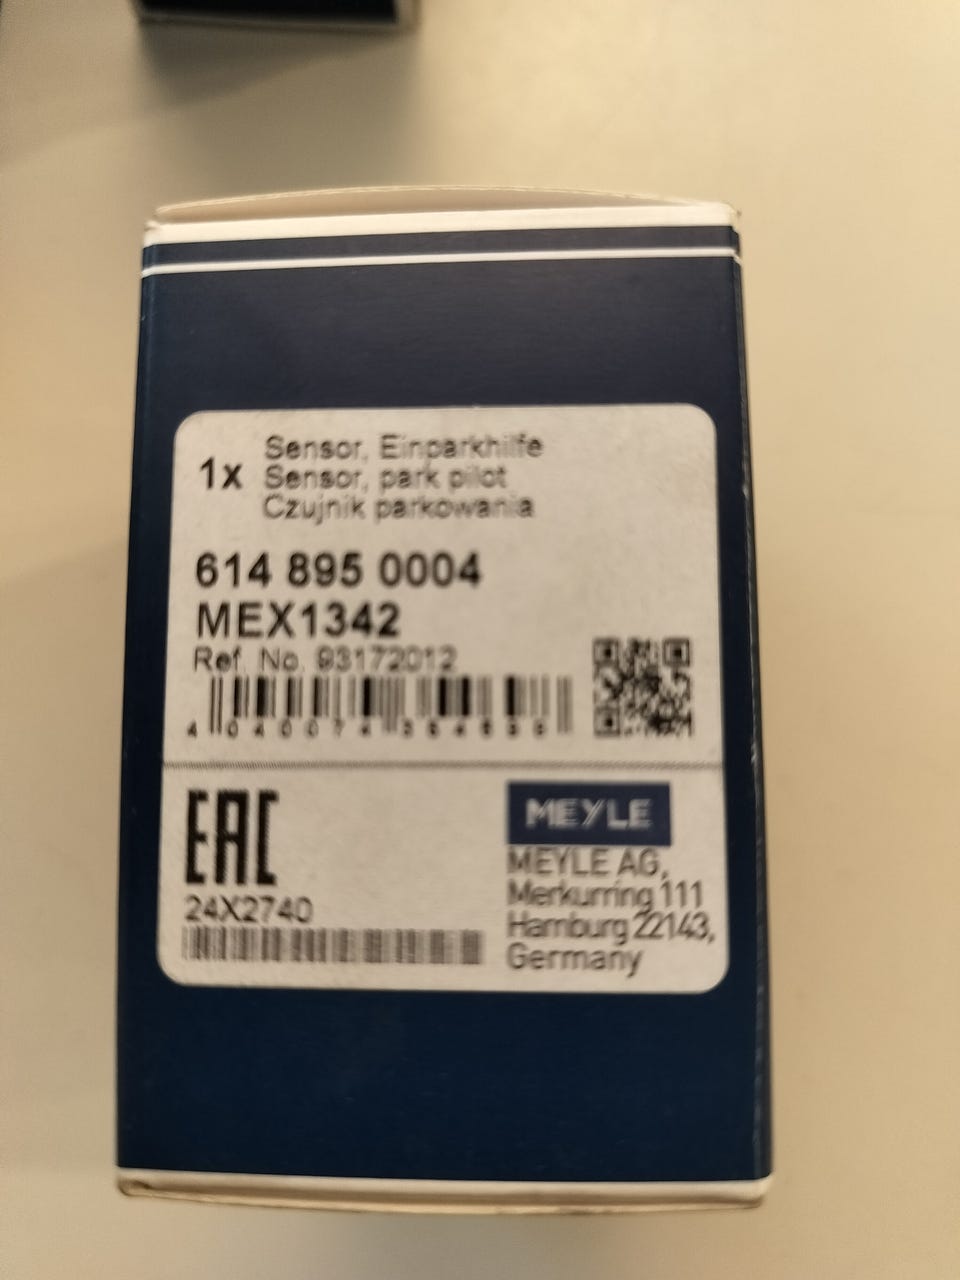 1x
Sensor, Einparkhilfe
Sensor, park pilot
Czujnik parkowania
614 895 0004
MEX1342
Ref. No. 93172012
EAC
24X2740
MEYLE
MEYLE AG,
Merkurring 111
Hamburg 22143,
Germany